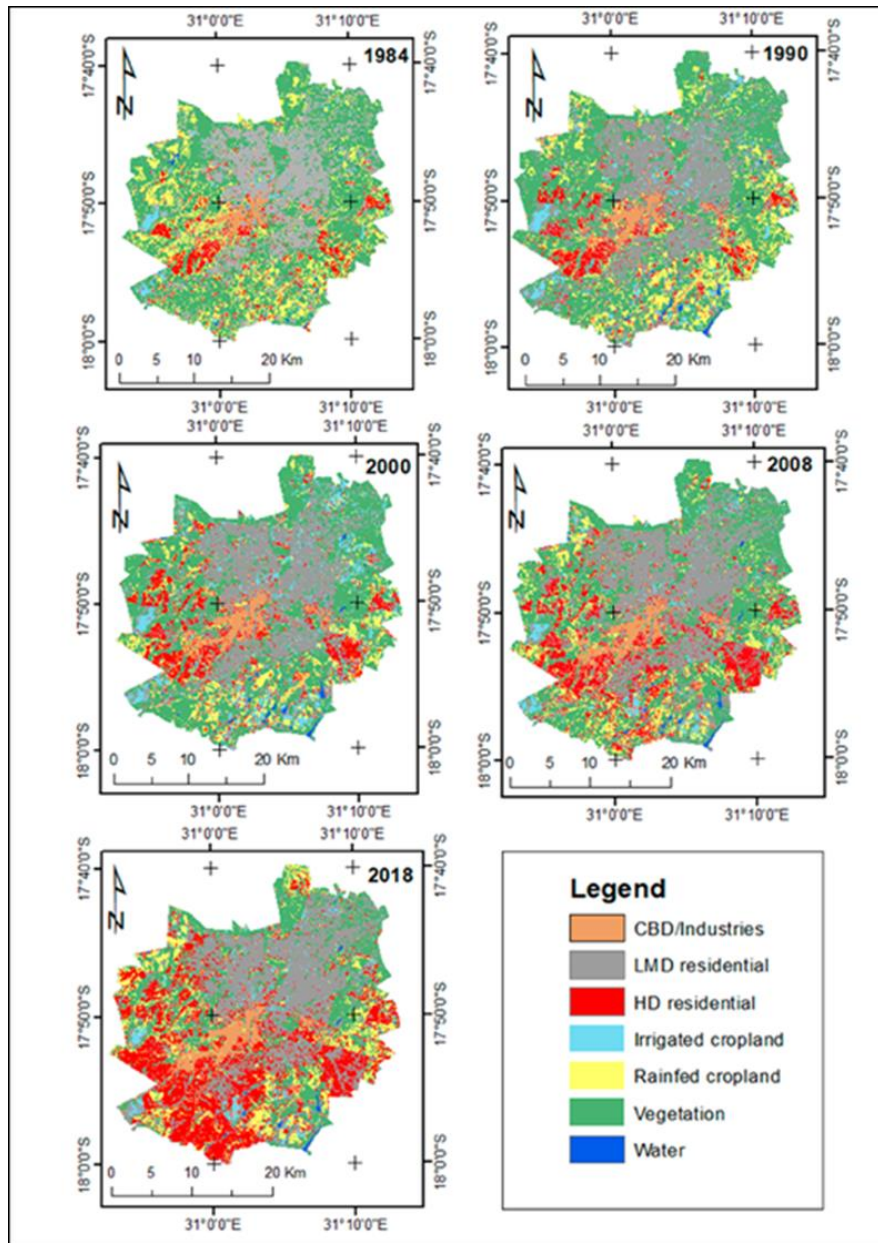 31°0'0"E 31°10'0"E
31°0'0"E 31°10'0"E
1984
1990
N
N
17°40'0"S
17°50'0"S
18°0'0"S
17°40'0"S
17°50'0"S
18°0'0"S
17°40'0"S
17°50'0"S
18°0'0"S
17°40'0"S
17°50'0"S
18°0'0"S
0 5 10 20 Km
0 5 10 20 Km
31°0'0"E 31°10'0"E
31°0'0"E 31°10'0"E
31°0'0"E 31°10'0"E
31°0'0"E 31°10'0"E
2000
2008
N
N
17°40'0"S
17°50'0"S
18°0'0"S
17°40'0"S
17°50'0"S
18°0'0"S
17°40'0"S
17°50'0"S
18°0'0"S
17°40'0"S
17°50'0"S
18°0'0"S
0 5 10 20 Km
0 5 10 20 Km
31°0'0"E 31°10'0"E
31°0'0"E 31°10'0"E
31°0'0"E 31°10'0"E
2018
N
17°40'0"S
17°50'0"S
18°0'0"S
17°40'0"S
17°50'0"S
18°0'0"S
0 5 10 20 Km
31°0'0"E 31°10'0"E
Legend
CBD/Industries
LMD residential
HD residential
Irrigated cropland
Rainfed cropland
Vegetation
Water